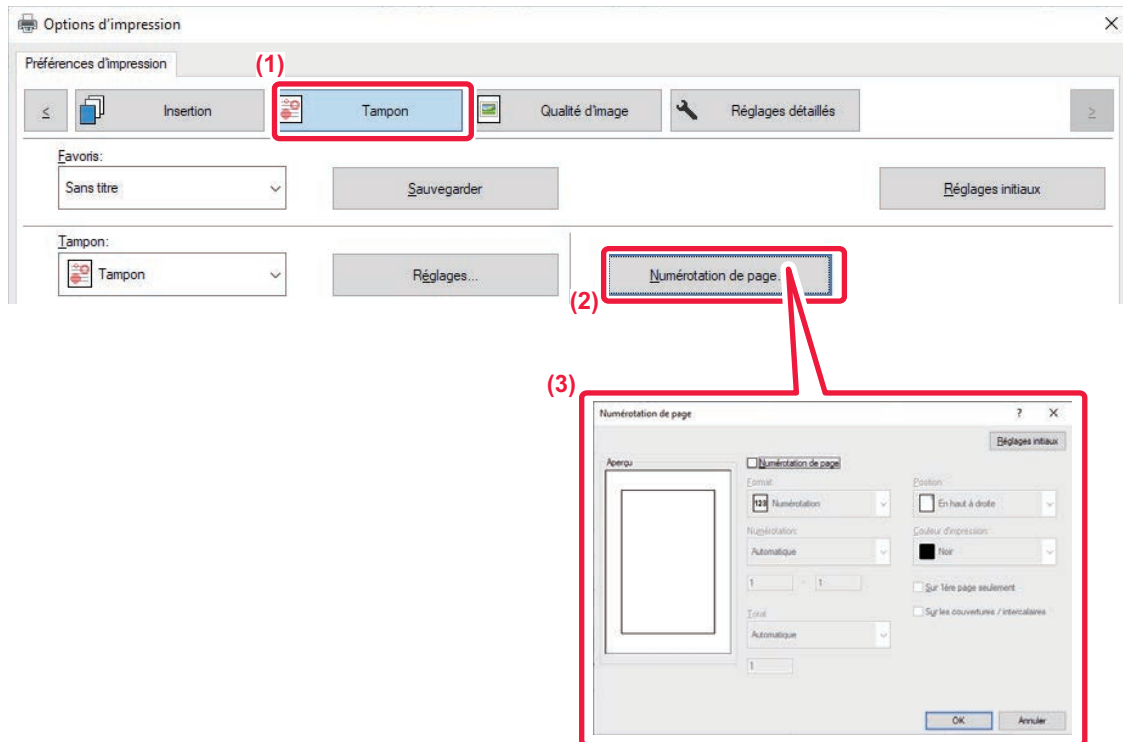 Options d'impression
Préférences d'impression
(1)
< Insertion Tampon Qualité d'image Réglages détaillés >
Favoris:
Sans titre Sauvegarder Réglages initiaux
Tampon:
Tampon Réglages... Numérotation de page...
(2)
(3)
Numérotation de page ? X
Réglages intiaux
Aperçu Numérotation de page
Format: Position:
123 Numérotation En haut à droite
Numérotation: Couleur d'impression:
Automatique Noir
1 - 1 Sur 1ère page seulement
Total: Sur les couvertures / intercalaires
Automatique
1
OK Annuler